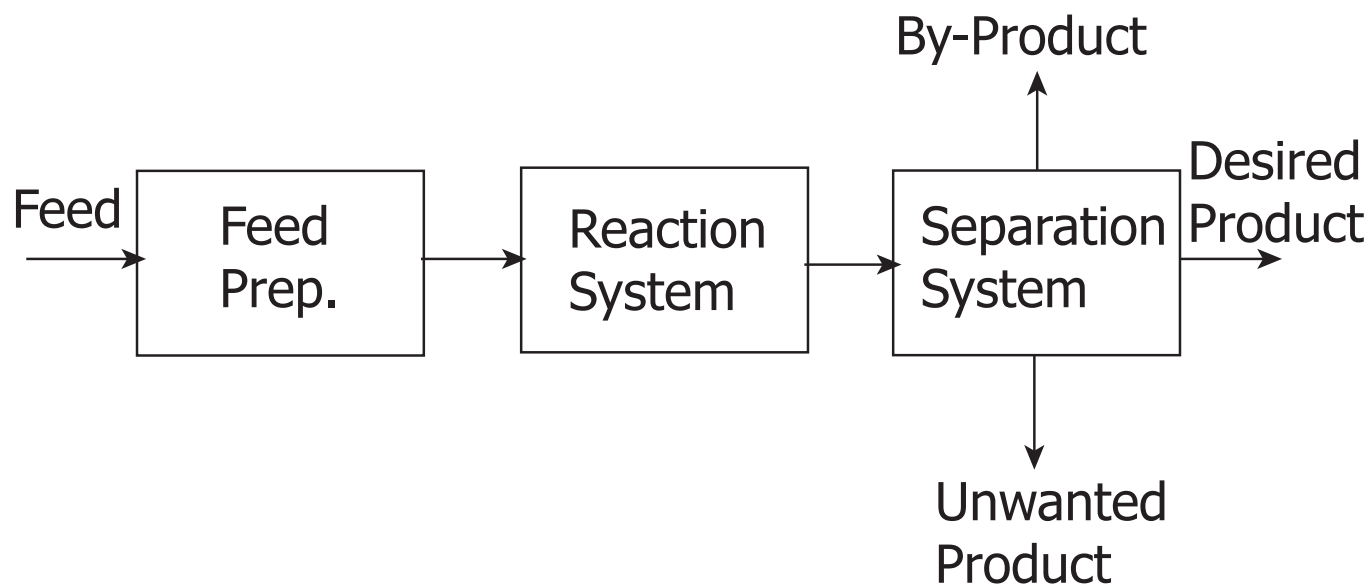 Feed
Feed
Prep.
Reaction
System
By-Product
Separation
System
Desired
Product
Unwanted
Product